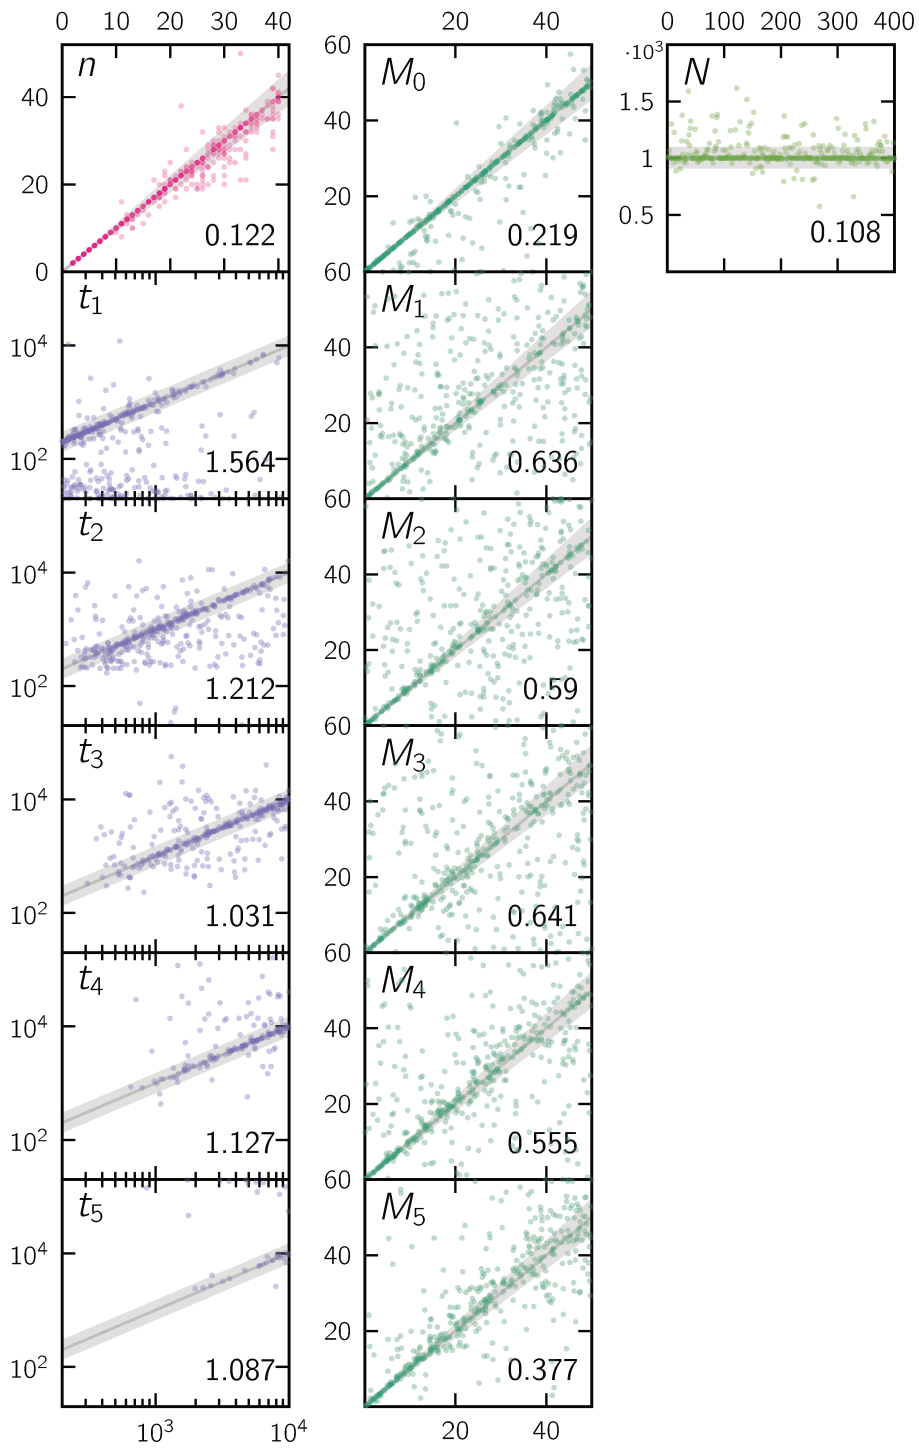 0 10 20 30 40 20 40 0 100 200 300 400
60 ·10³
n M₀ N
40 40 1.5
1
20 20
0.5
0.122 0.219 0.108
0 60
t₁ M₁
10⁴ 40
20
10² 1.564 0.636
60
t₂ M₂
10⁴ 40
20
10² 1.212 0.59
60
t₃ M₃
10⁴ 40
20
10² 1.031 0.641
60
t₄ M₄
10⁴ 40
20
10² 1.127 0.555
60
t₅ M₅
10⁴ 40
20
10² 1.087 0.377
10³ 10⁴ 20 40